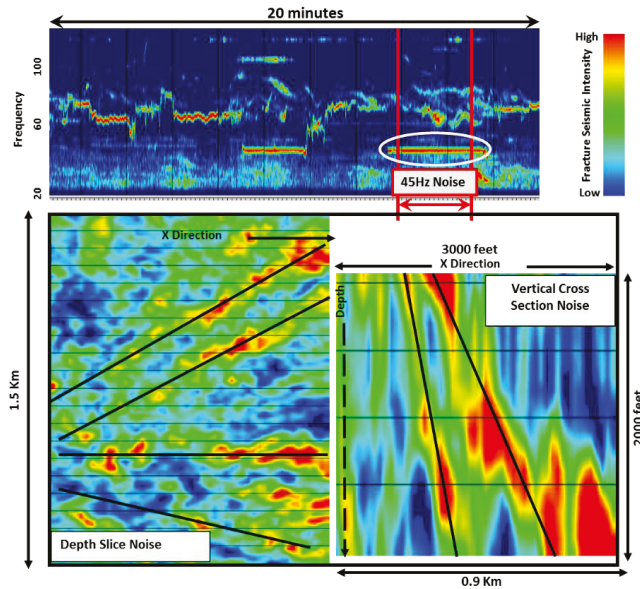 20 minutes
High
Fracture Seismic Intensity
Low
Frequency
100
60
20
45Hz Noise
X Direction
3000 feet
X Direction
Vertical Cross
Section Noise
Depth
1.5 Km
2000 feet
Depth Slice Noise
0.9 Km